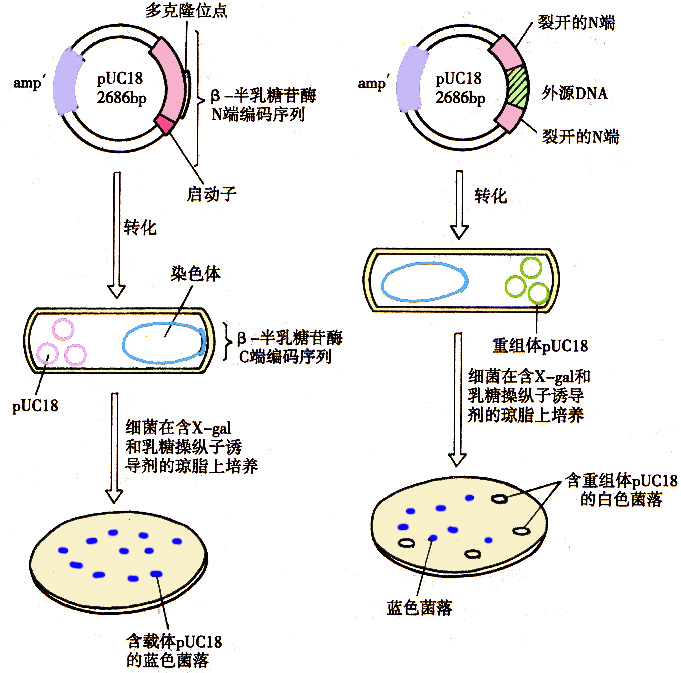 多克隆位点
ampʳ
pUC18
2686bp
β-半乳糖苷酶
N端编码序列
启动子
转化
染色体
β-半乳糖苷酶
C端编码序列
pUC18
细菌在含X-gal
和乳糖操纵子诱
导剂的琼脂上培养
含载体pUC18
的蓝色菌落
裂开的N端
ampʳ
pUC18
2686bp
外源DNA
裂开的N端
转化
重组体pUC18
细菌在含X-gal和
乳糖操纵子诱导
剂的琼脂上培养
含重组体pUC18
的白色菌落
蓝色菌落